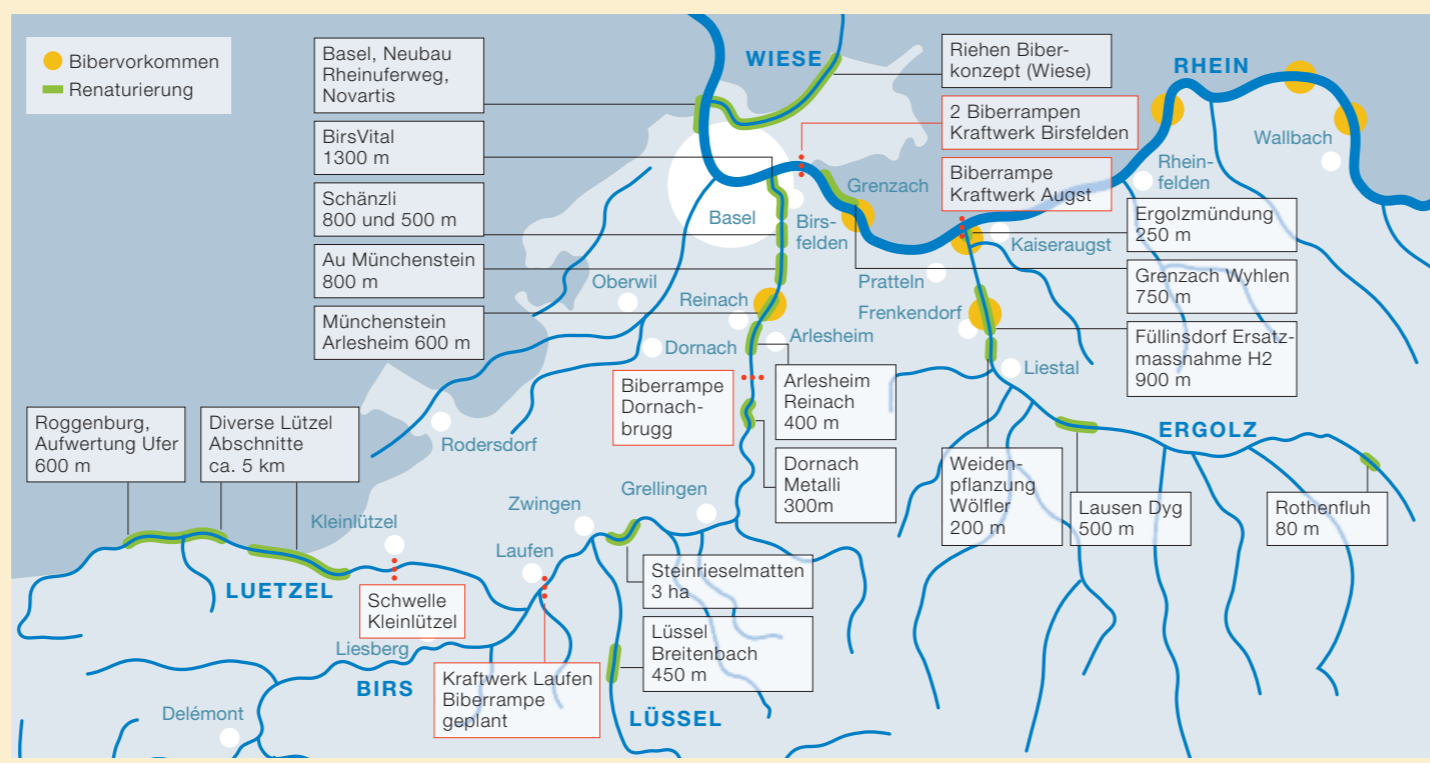 Bibervorkommen
Renaturierung
Basel, Neubau
Rheinuferweg,
Novartis
BirsVital
1300 m
Schänzli
800 und 500 m
Au Münchenstein
800 m
Münchenstein
Arlesheim 600 m
WIESE
Riehen Biber-
konzept (Wiese)
2 Biberrampen
Kraftwerk Birsfelden
Biberrampe
Kraftwerk Augst
RHEIN
Wallbach
Rhein-
felden
Grenzach
Basel
Birs-
felden
Kaiseraugst
Pratteln
Ergolzmündung
250 m
Grenzach Wyhlen
750 m
Füllinsdorf Ersatz-
massnahme H2
900 m
Oberwil
Reinach
Dornach
Arlesheim
Frenkendorf
Liestal
Biberrampe
Dornach-
brugg
Arlesheim
Reinach
400 m
Dornach
Metalli
300m
Roggenburg,
Aufwertung Ufer
600 m
Diverse Lützel
Abschnitte
ca. 5 km
Rodersdorf
ERGOLZ
Weiden-
pflanzung
Wölfler
200 m
Lausen Dyg
500 m
Rothenfluh
80 m
Kleinlützel
Zwingen
Grellingen
Laufen
LUETZEL
Schwelle
Kleinlützel
Steinrieselmatten
3 ha
Liesberg
BIRS
Kraftwerk Laufen
Biberrampe
geplant
Lüssel
Breitenbach
450 m
LÜSSEL
Delémont